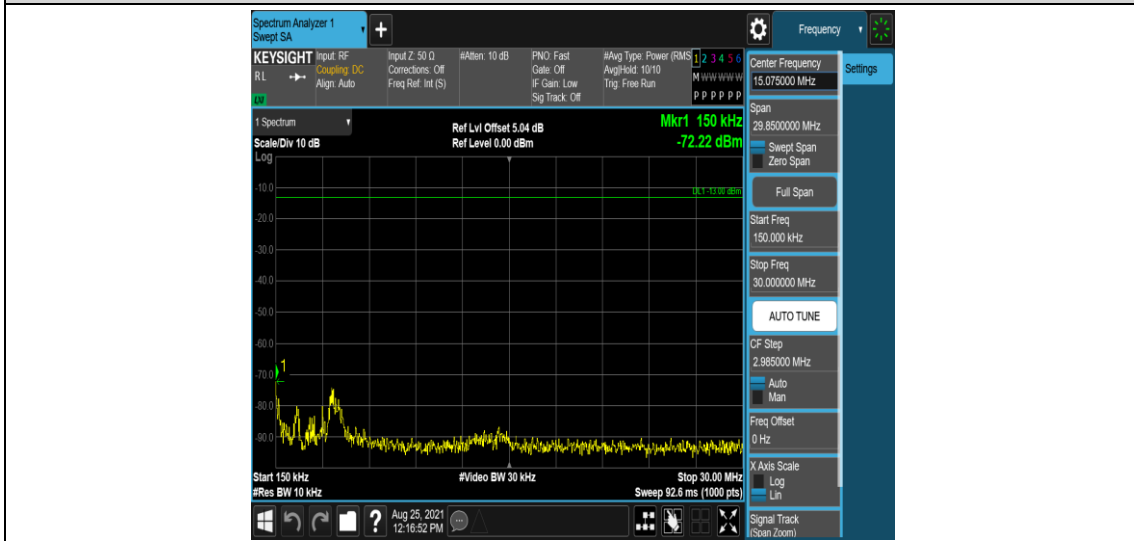 Spectrum Analyzer 1
Swept SA
+
Frequency
KEYSIGHT
RL
LXI
Input: RF
Coupling: DC
Align: Auto
Input Z: 50 Ω
Corrections: Off
Freq Ref: Int (S)
#Atten: 10 dB
PNO: Fast
Gate: Off
IF Gain: Low
Sig Track: Off
#Avg Type: Power (RMS
Avg|Hold: 10/10
Trig: Free Run
1 2 3 4 5 6
M W W W W W
P P P P P P
Center Frequency
15.075000 MHz
Settings
Span
29.8500000 MHz
Swept Span
Zero Span
Full Span
Start Freq
150.000 kHz
Stop Freq
30.000000 MHz
AUTO TUNE
CF Step
2.985000 MHz
Auto
Man
Freq Offset
0 Hz
X Axis Scale
Log
Lin
Signal Track
(Span Zoom)
1 Spectrum
Scale/Div 10 dB
Log
Ref Lvl Offset 5.04 dB
Ref Level 0.00 dBm
Mkr1 150 kHz
-72.22 dBm
DL1 -13.00 dBm
-10.0
-20.0
-30.0
-40.0
-50.0
-60.0
-70.0
-80.0
-90.0
1
Start 150 kHz
#Res BW 10 kHz
#Video BW 30 kHz
Stop 30.00 MHz
Sweep 92.6 ms (1000 pts)
?
Aug 25, 2021
12:16:52 PM